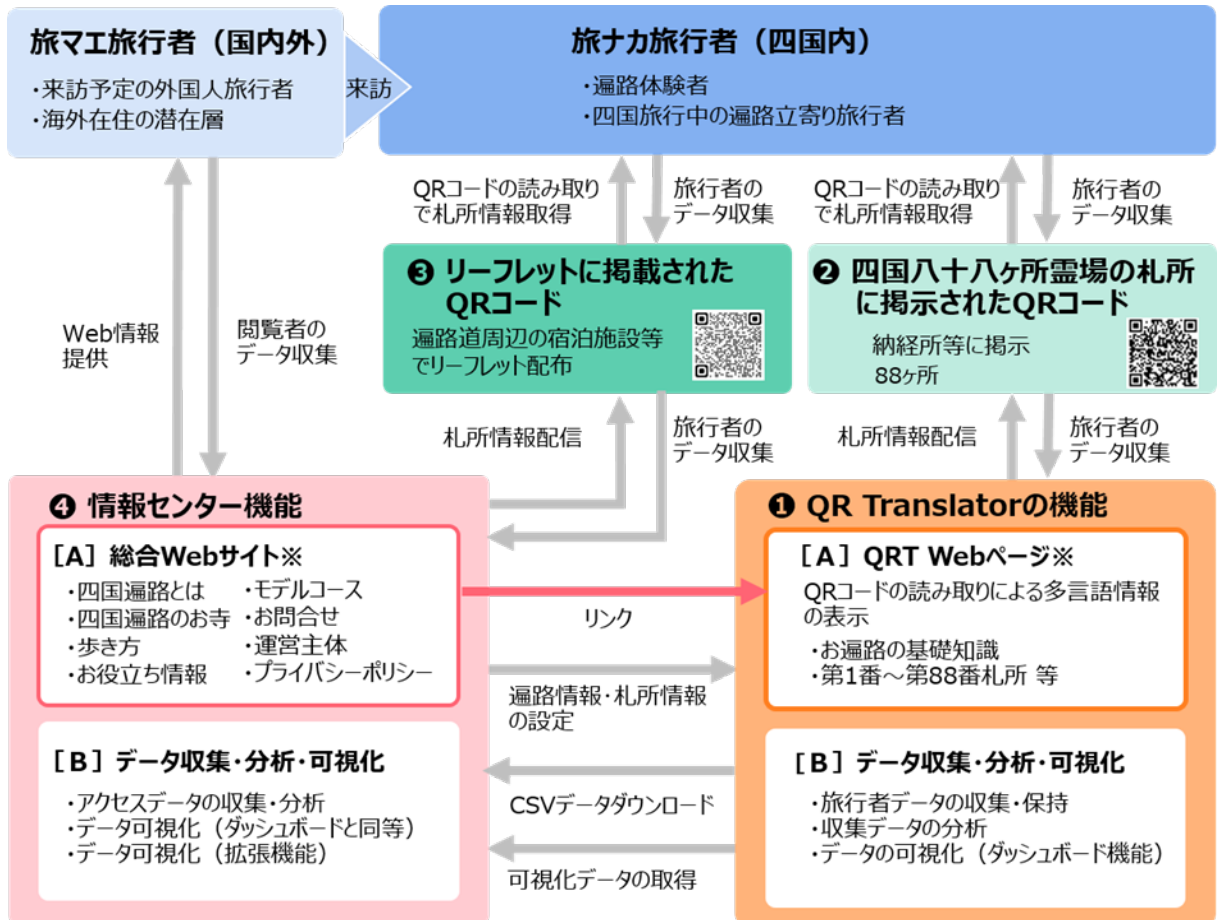 旅マエ旅行者（国内外）
・来訪予定の外国人旅行者
・海外在住の潜在層
来訪
旅ナカ旅行者（四国内）
・遍路体験者
・四国旅行中の遍路立寄り旅行者
Web情報
提供
閲覧者の
データ収集
QRコードの読み取り
で札所情報取得
旅行者の
データ収集
QRコードの読み取り
で札所情報取得
旅行者の
データ収集
❸ リーフレットに掲載された
QRコード
遍路道周辺の宿泊施設等
でリーフレット配布
❷ 四国八十八ヶ所霊場の札所
に掲示されたQRコード
納経所等に掲示
88ヶ所
札所情報配信
旅行者の
データ収集
札所情報配信
旅行者の
データ収集
❹ 情報センター機能
［A］総合Webサイト※
・四国遍路とは
・四国遍路のお寺
・歩き方
・お役立ち情報
・モデルコース
・お問合せ
・運営主体
・プライバシーポリシー
［B］データ収集・分析・可視化
・アクセスデータの収集・分析
・データ可視化（ダッシュボードと同等）
・データ可視化（拡張機能）
リンク
遍路情報・札所情報
の設定
CSVデータダウンロード
可視化データの取得
❶ QR Translatorの機能
［A］QRT Webページ※
QRコードの読み取りによる多言語情報
の表示
・お遍路の基礎知識
・第1番～第88番札所 等
［B］データ収集・分析・可視化
・旅行者データの収集・保持
・収集データの分析
・データの可視化（ダッシュボード機能）